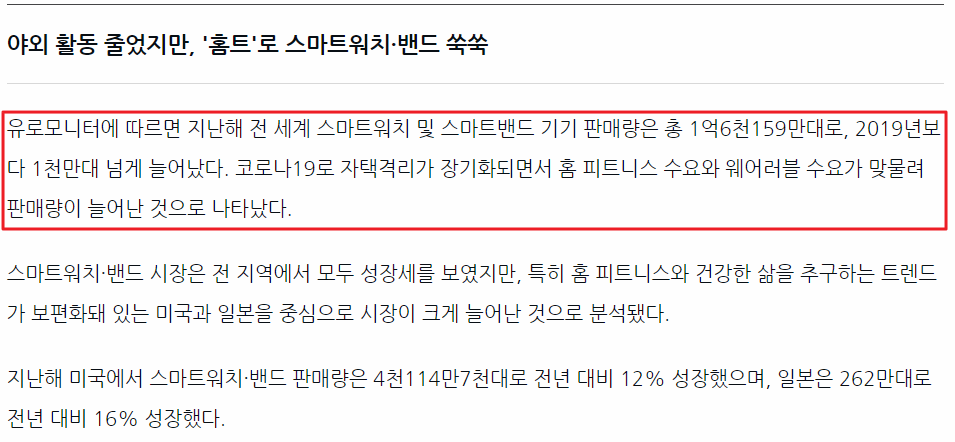 야외 활동 줄었지만, '홈트'로 스마트워치·밴드 쑥쑥
유로모니터에 따르면 지난해 전 세계 스마트워치 및 스마트밴드 기기 판매량은 총 1억6천159만대로, 2019년보
다 1천만대 넘게 늘어났다. 코로나19로 자택격리가 장기화되면서 홈 피트니스 수요와 웨어러블 수요가 맞물려
판매량이 늘어난 것으로 나타났다.
스마트워치·밴드 시장은 전 지역에서 모두 성장세를 보였지만, 특히 홈 피트니스와 건강한 삶을 추구하는 트렌드
가 보편화돼 있는 미국과 일본을 중심으로 시장이 크게 늘어난 것으로 분석됐다.
지난해 미국에서 스마트워치·밴드 판매량은 4천114만7천대로 전년 대비 12% 성장했으며, 일본은 262만대로
전년 대비 16% 성장했다.